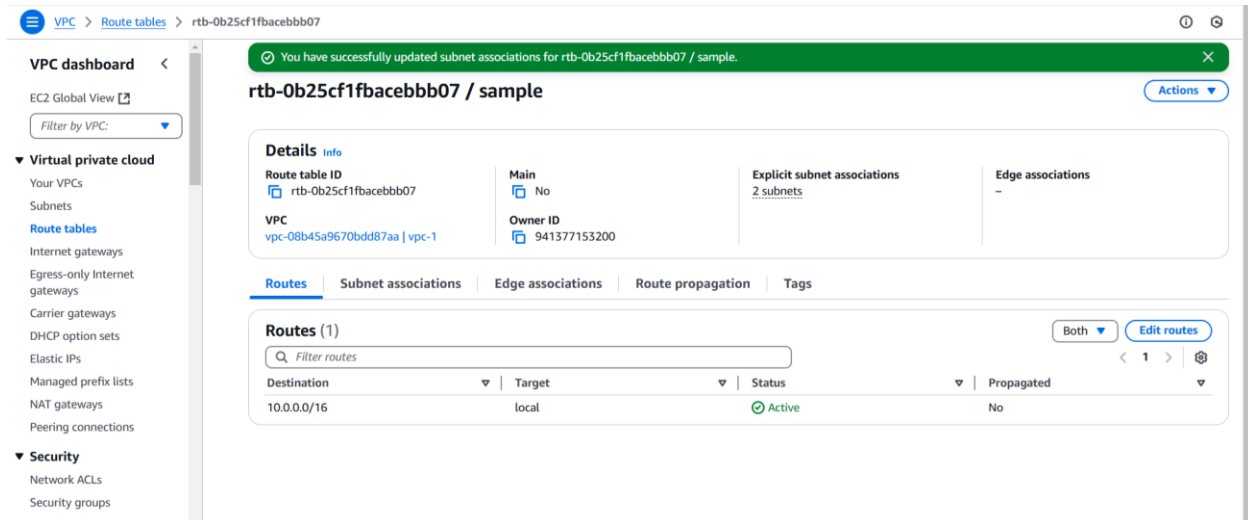 VPC > Route tables > rtb-0b25cf1fbacebbb07
VPC dashboard
EC2 Global View
Filter by VPC:
Virtual private cloud
Your VPCs
Subnets
Route tables
Internet gateways
Egress-only Internet
gateways
Carrier gateways
DHCP option sets
Elastic IPs
Managed prefix lists
NAT gateways
Peering connections
Security
Network ACLs
Security groups
You have successfully updated subnet associations for rtb-0b25cf1fbacebbb07 / sample.
rtb-0b25cf1fbacebbb07 / sample
Actions
Details Info
Route table ID
rtb-0b25cf1fbacebbb07
Main
No
Explicit subnet associations
2 subnets
Edge associations
–
VPC
vpc-08b45a9670bdd87aa | vpc-1
Owner ID
941377153200
Routes Subnet associations Edge associations Route propagation Tags
Routes (1)
Both Edit routes
Filter routes
< 1 >
Destination Target Status Propagated
10.0.0.0/16 local Active No